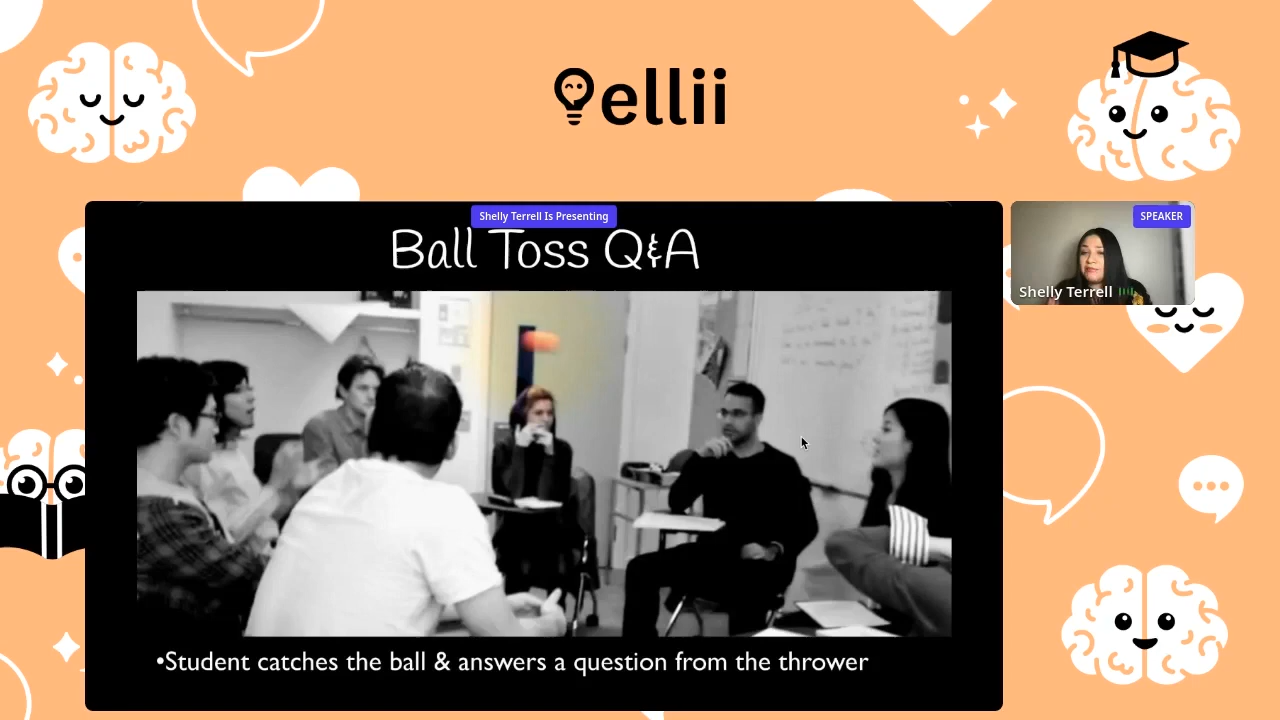 ellii
Shelly Terrell Is Presenting
SPEAKER
Ball Toss Q&A
Shelly Terrell
•Student catches the ball & answers a question from the thrower